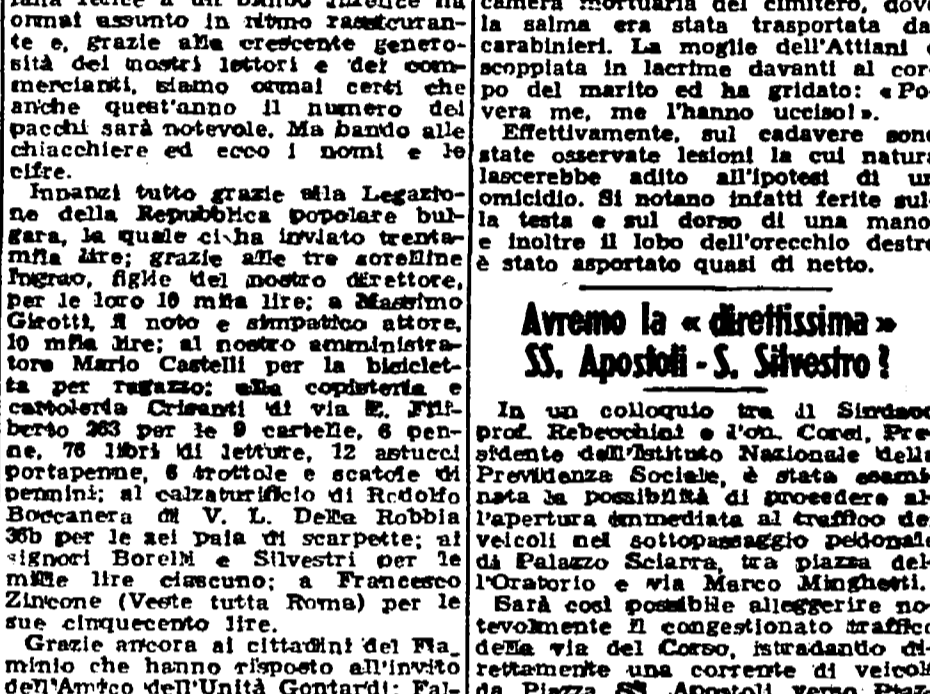 ormai assunto in ritmo rassicuran-
te e, grazie alla crescente genero-
sità dei nostri lettori e dei com-
mercianti, siamo ormai certi che
anche quest'anno il numero dei
pacchi sarà notevole. Ma bando alle
chiacchiere ed ecco i nomi e le
cifre.
Innanzi tutto grazie alla Legazio-
ne della Repubblica popolare bul-
gara, la quale ci ha inviato trenta-
mila lire; grazie alle tre sorelline
Ingrao, figlie del nostro direttore,
per le loro 10 mila lire; a Massimo
Girotti, il noto e simpatico attore,
10 mila lire; al nostro amministra-
tore Mario Castelli per la biciclet-
ta per ragazzo; alla copisteria e
cartoleria Crisanti di via E. Fili-
berto 263 per le 9 cartelle, 6 pen-
ne, 76 libri di letture, 12 astucci
portapenne, 6 trottole e scatole di
pennini; al calzaturificio di Rodolfo
Boccanera di V. L. Della Robbia
36b per le sei paia di scarpette; ai
signori Borelli e Silvestri per le
mille lire ciascuno; a Francesco
Zincone (Veste tutta Roma) per le
sue cinquecento lire.
Grazie ancora ai cittadini del Fla_
minio che hanno risposto all'invito
dell'Amico dell'Unità Gontardi: Fal-
camera mortuaria del cimitero, dove
la salma era stata trasportata da
carabinieri. La moglie dell'Attiani è
scoppiata in lacrime davanti al cor-
po del marito ed ha gridato: «Po-
vera me, me l'hanno ucciso!».
Effettivamente, sul cadavere sono
state osservate lesioni la cui natura
lascerebbe adito all'ipotesi di un
omicidio. Si notano infatti ferite sul-
la testa e sul dorso di una mano
e inoltre il lobo dell'orecchio destro
è stato asportato quasi di netto.
Avremo la « direttissima »
SS. Apostoli - S. Silvestro ?
In un colloquio tra il Sindaco
prof. Rebecchini e l'on. Corsi, Pre
sidente dell'Istituto Nazionale della
Previdenza Sociale, è stata esami
nata la possibilità di procedere al-
l'apertura immediata al traffico dei
veicoli nel sottopassaggio pedonale
di Palazzo Sciarra, tra piazza del-
l'Oratorio e via Marco Minghetti.
Sarà così possibile alleggerire no-
tevolmente il congestionato traffico
della via del Corso, istradando di-
rettamente una corrente di veicoli
da Piazza SS. Apostoli verso Piaz